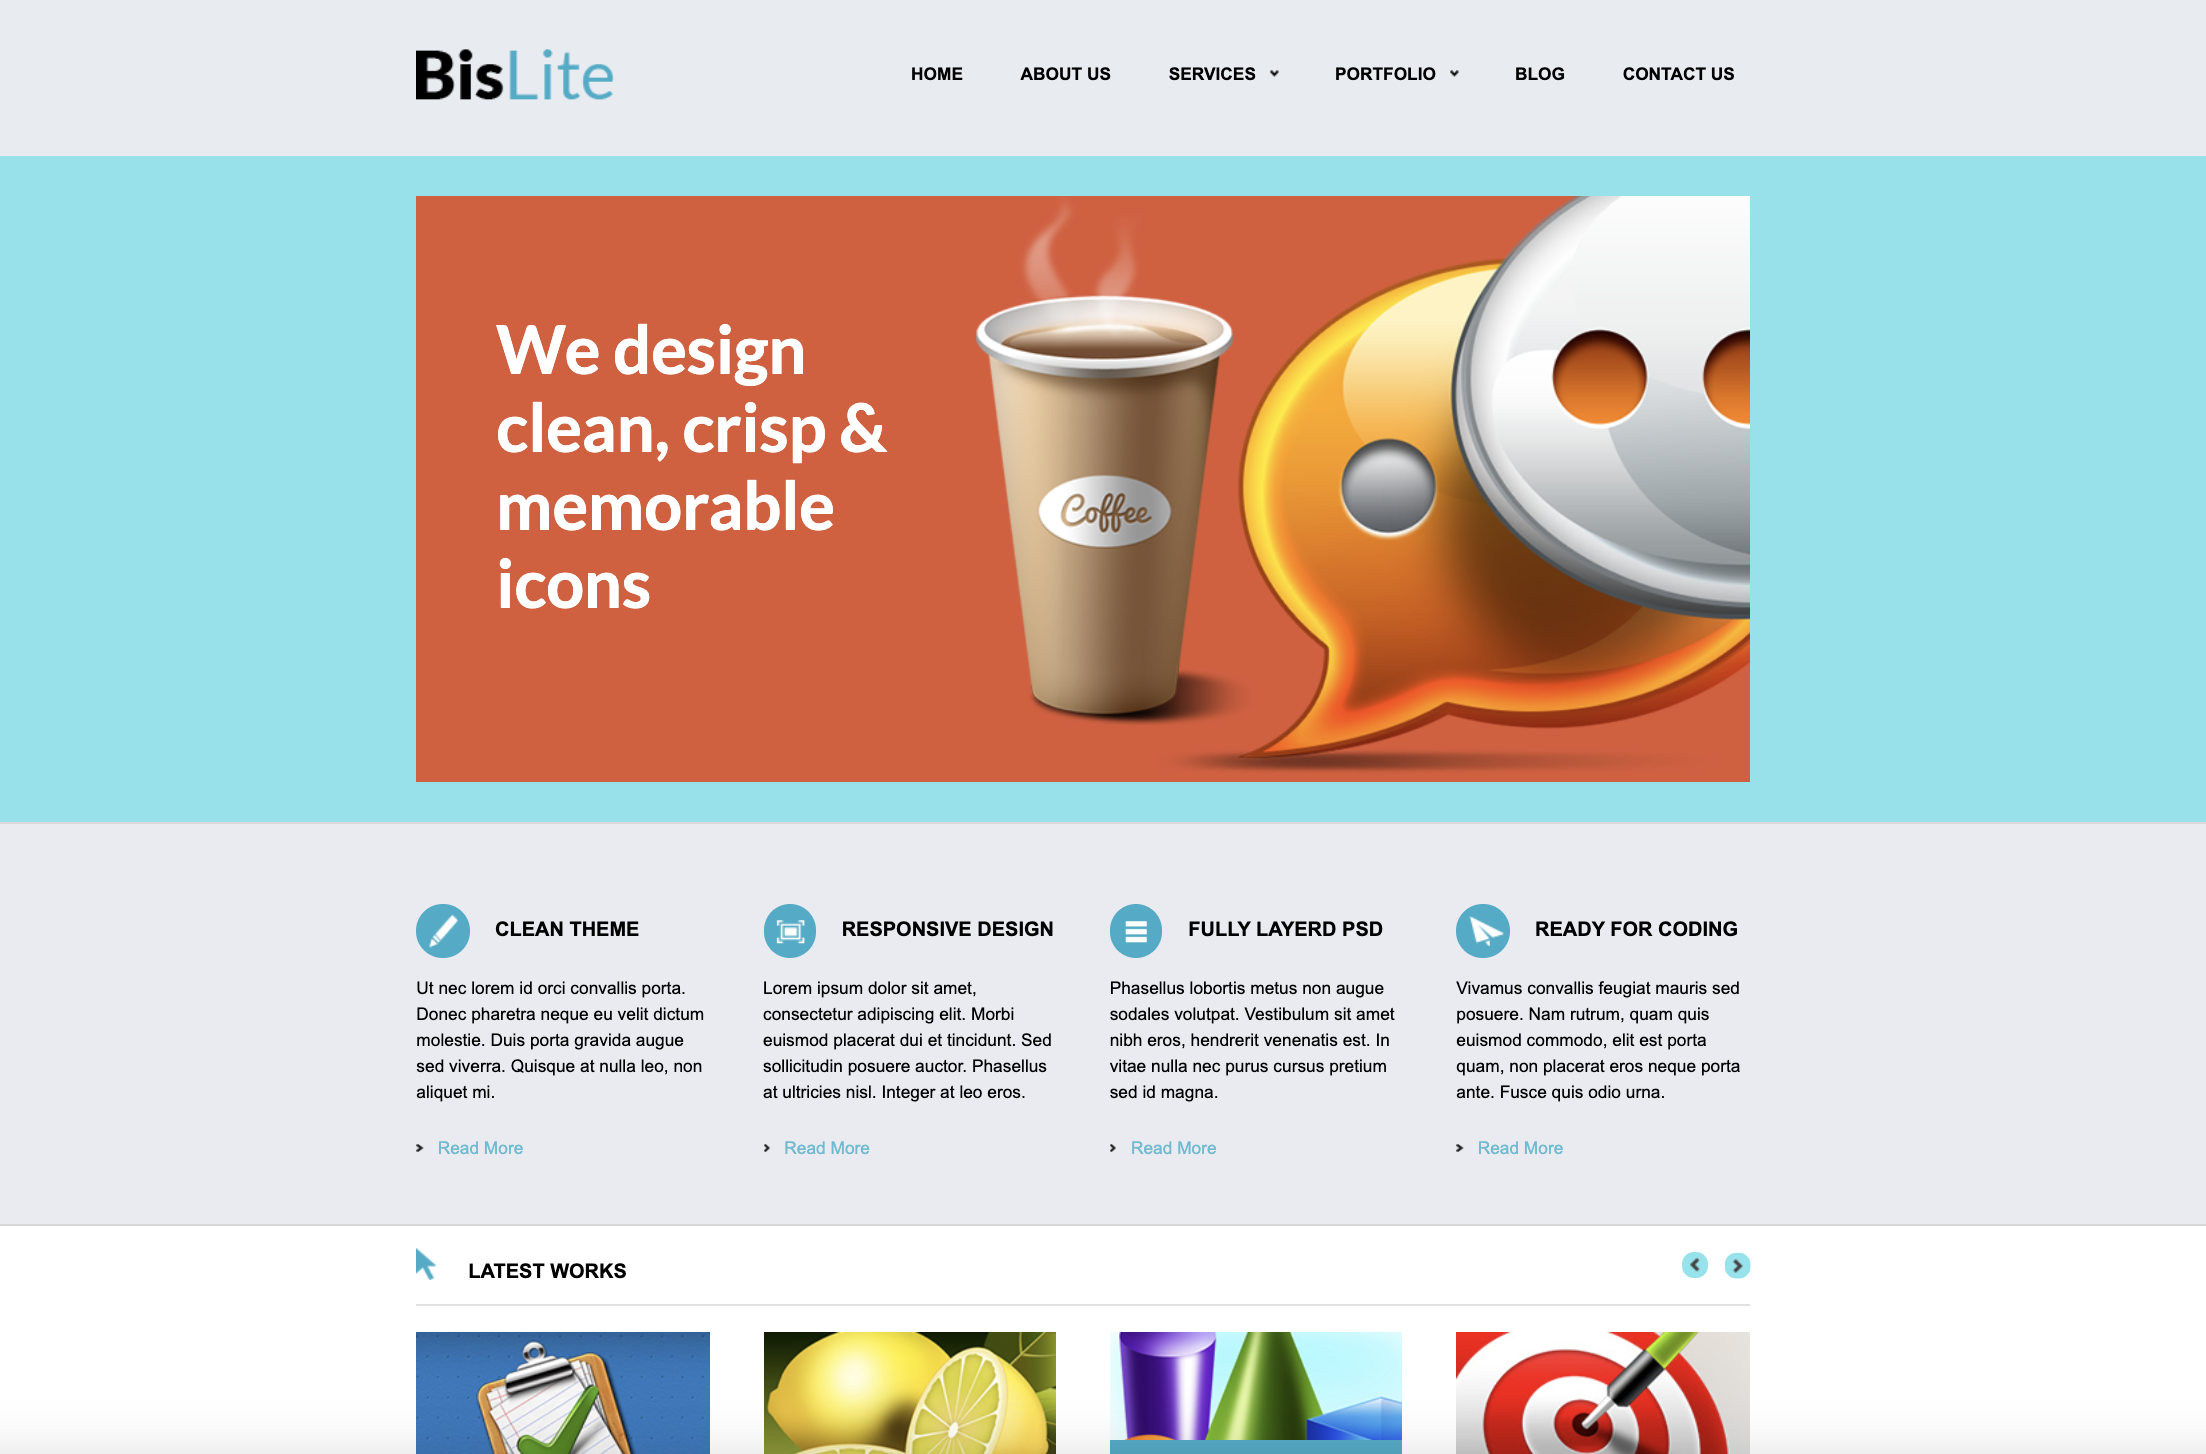 BisLite
HOME ABOUT US SERVICES PORTFOLIO BLOG CONTACT US
We design
clean, crisp &
memorable
icons
Coffee
CLEAN THEME
Ut nec lorem id orci convallis porta.
Donec pharetra neque eu velit dictum
molestie. Duis porta gravida augue
sed viverra. Quisque at nulla leo, non
aliquet mi.
Read More
RESPONSIVE DESIGN
Lorem ipsum dolor sit amet,
consectetur adipiscing elit. Morbi
euismod placerat dui et tincidunt. Sed
sollicitudin posuere auctor. Phasellus
at ultricies nisl. Integer at leo eros.
Read More
FULLY LAYERD PSD
Phasellus lobortis metus non augue
sodales volutpat. Vestibulum sit amet
nibh eros, hendrerit venenatis est. In
vitae nulla nec purus cursus pretium
sed id magna.
Read More
READY FOR CODING
Vivamus convallis feugiat mauris sed
posuere. Nam rutrum, quam quis
euismod commodo, elit est porta
quam, non placerat eros neque porta
ante. Fusce quis odio urna.
Read More
LATEST WORKS